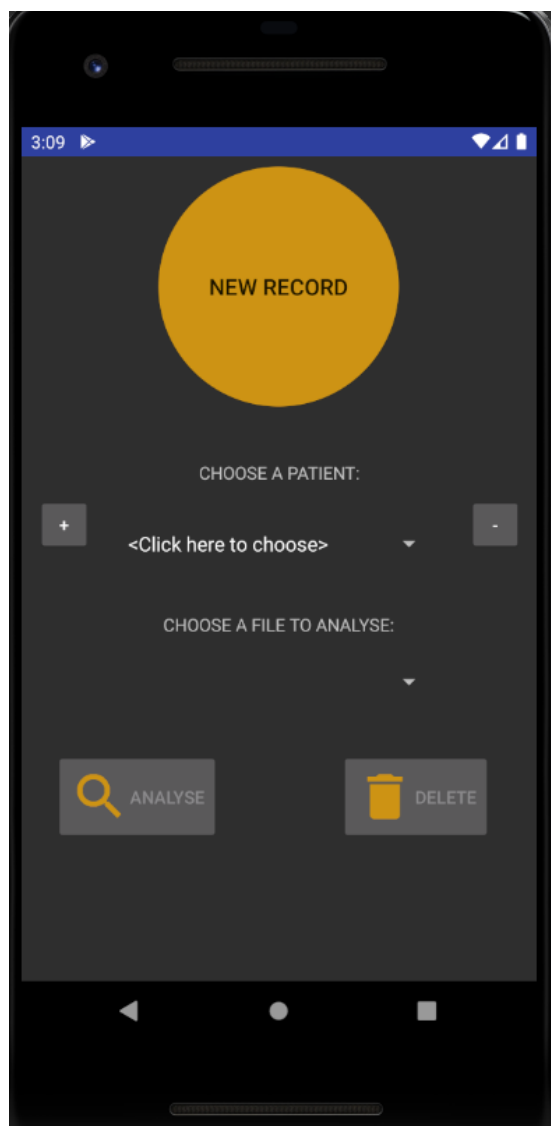 3:09
NEW RECORD
CHOOSE A PATIENT:
+
-
<Click here to choose>
CHOOSE A FILE TO ANALYSE:
ANALYSE
DELETE